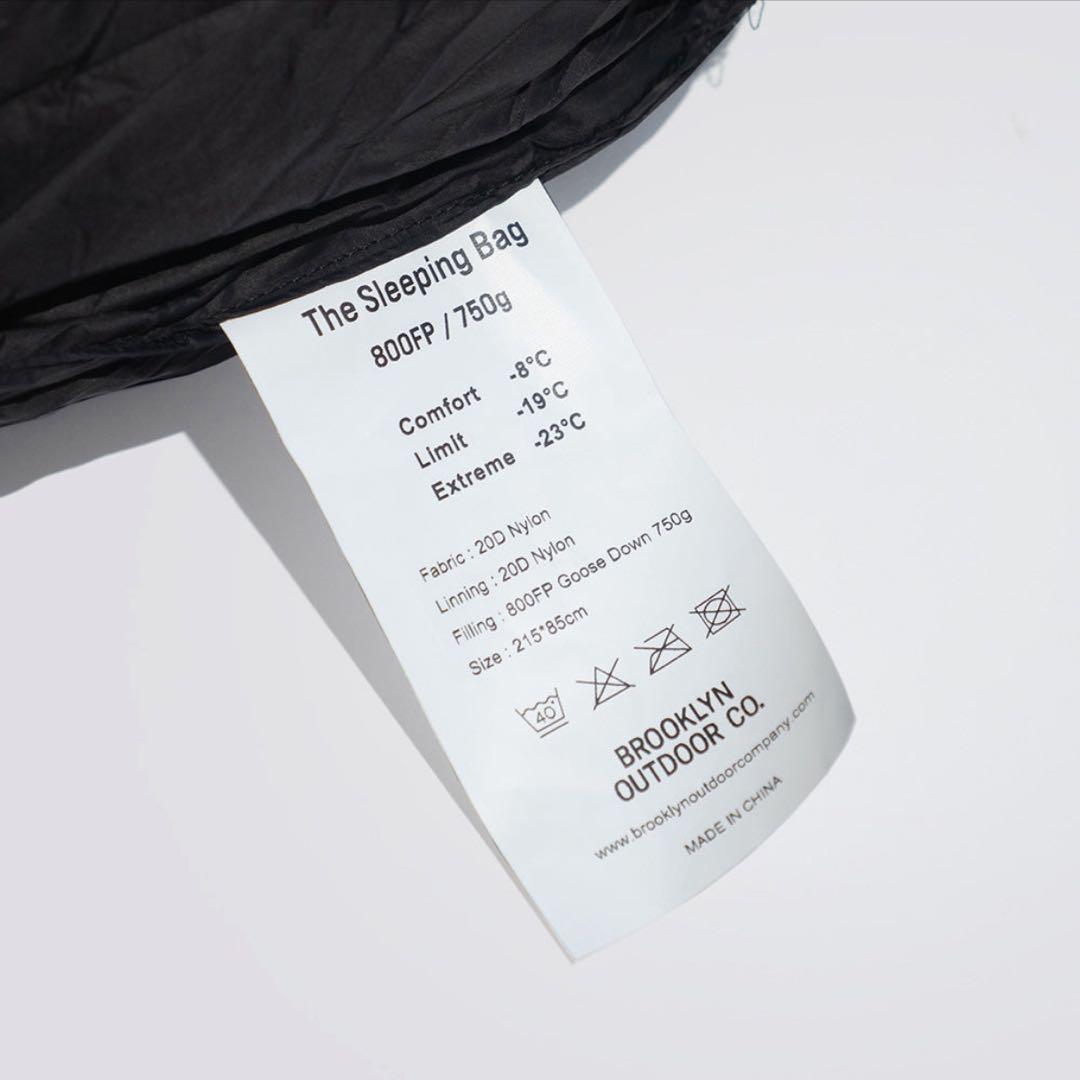 The Sleeping Bag
800FP / 750g
Comfort -8°C
Limit -19°C
Extreme -23°C
Fabric : 20D Nylon
Linning : 20D Nylon
Filling : 800FP Goose Down 750g
Size : 215*85cm
40
BROOKLYN
OUTDOOR CO.
www.brooklynoutdoorcompany.com
MADE IN CHINA